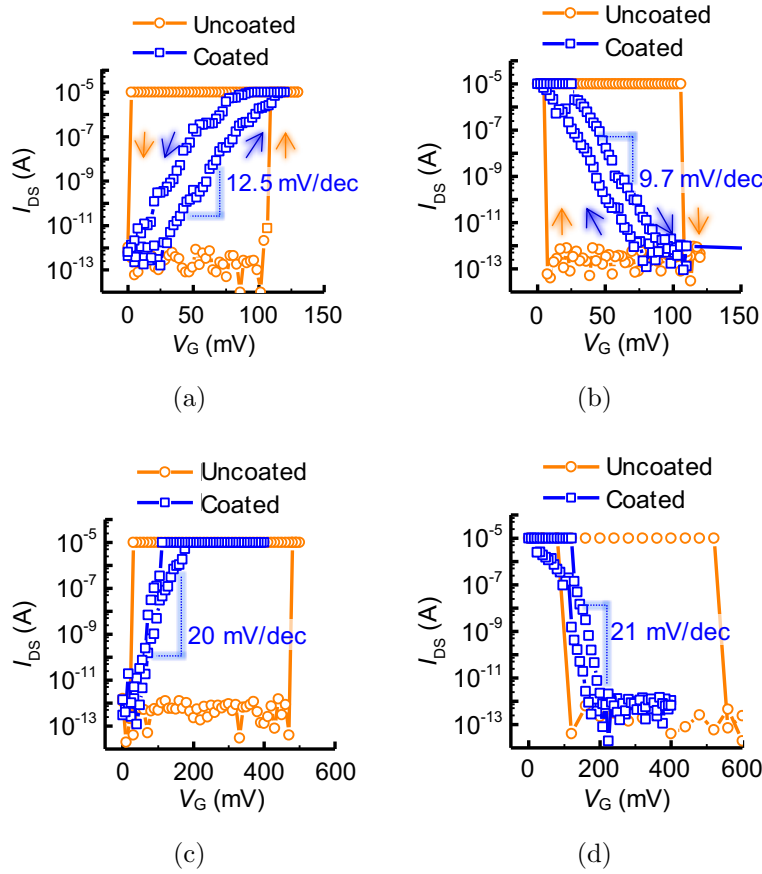 Uncoated
Coated
10⁻⁵
10⁻⁷
10⁻⁹
10⁻¹¹
10⁻¹³
I_DS (A)
12.5 mV/dec
0 50 100 150
V_G (mV)
(a)
Uncoated
Coated
10⁻⁵
10⁻⁷
10⁻⁹
10⁻¹¹
10⁻¹³
I_DS (A)
9.7 mV/dec
0 50 100 150
V_G (mV)
(b)
Uncoated
Coated
10⁻⁵
10⁻⁷
10⁻⁹
10⁻¹¹
10⁻¹³
I_DS (A)
20 mV/dec
0 200 400 600
V_G (mV)
(c)
Uncoated
Coated
10⁻⁵
10⁻⁷
10⁻⁹
10⁻¹¹
10⁻¹³
I_DS (A)
21 mV/dec
0 200 400 600
V_G (mV)
(d)